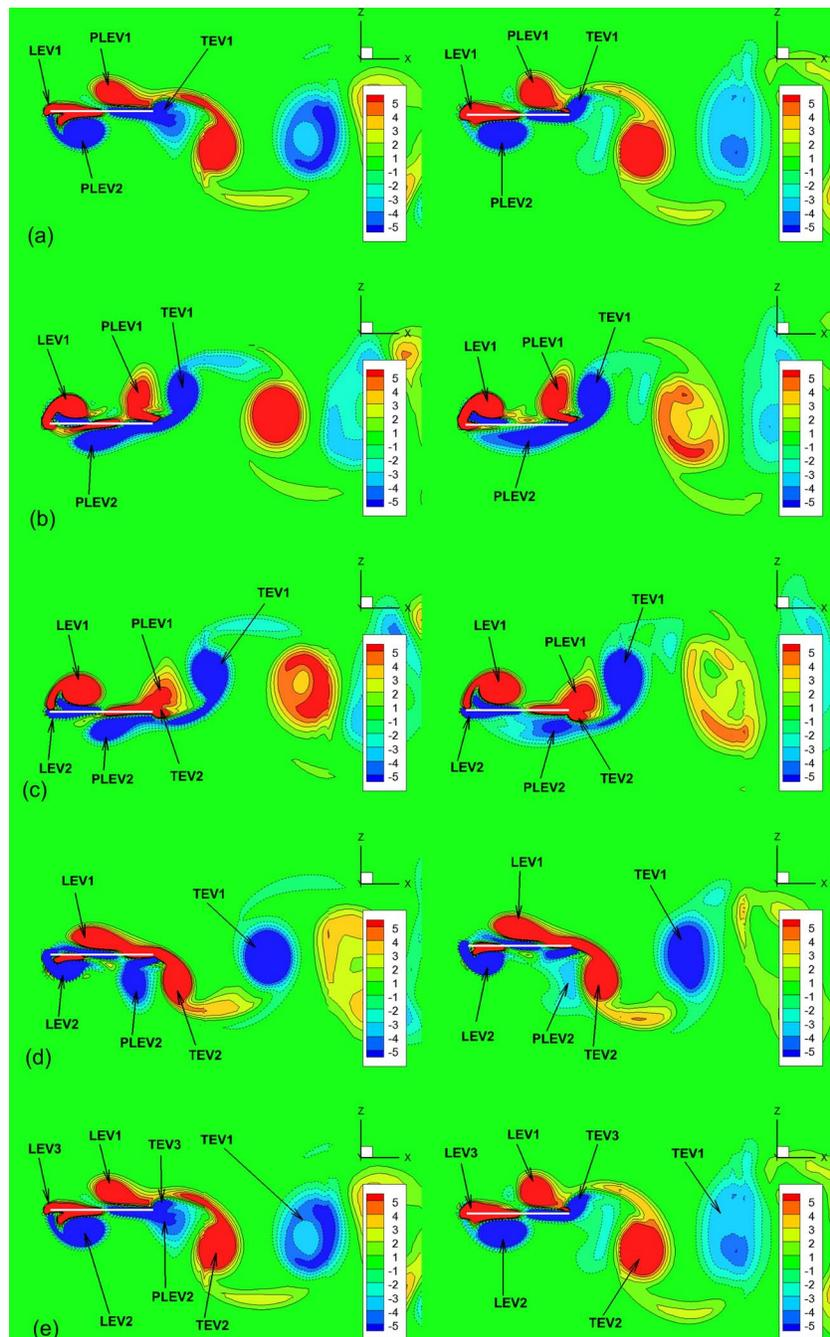 PLEV1 TEV1 Z
LEV1 X
5
4
3
2
1
-1
-2
-3
-4
-5
PLEV2
(a)
PLEV1 TEV1 Z
LEV1 X
5
4
3
2
1
-1
-2
-3
-4
-5
PLEV2
TEV1 Z
PLEV1 X
LEV1
5
4
3
2
1
-1
-2
-3
-4
-5
PLEV2
(b)
TEV1 Z
PLEV1 X
LEV1
5
4
3
2
1
-1
-2
-3
-4
-5
PLEV2
Z
TEV1 X
LEV1 PLEV1
5
4
3
2
1
-1
-2
-3
-4
-5
LEV2 PLEV2 TEV2
(c)
Z
TEV1 X
LEV1 PLEV1
5
4
3
2
1
-1
-2
-3
-4
-5
LEV2 PLEV2 TEV2
Z
LEV1 TEV1 X
5
4
3
2
1
-1
-2
-3
-4
-5
LEV2 PLEV2 TEV2
(d)
Z
LEV1 TEV1 X
5
4
3
2
1
-1
-2
-3
-4
-5
LEV2 PLEV2 TEV2
Z
LEV3 LEV1 TEV3 TEV1 X
5
4
3
2
1
-1
-2
-3
-4
-5
LEV2 PLEV2 TEV2
(e)
Z
LEV3 LEV1 TEV3 TEV1 X
5
4
3
2
1
-1
-2
-3
-4
-5
LEV2 TEV2